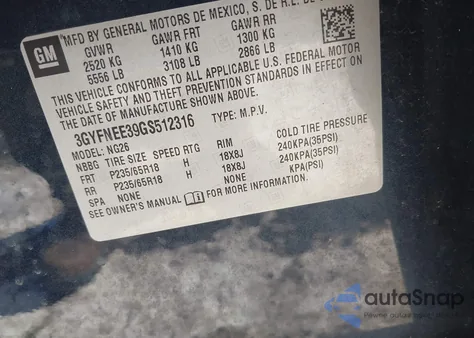 GM
MFD BY GENERAL MOTORS DE MEXICO, S. DE R.L. DE
GVWR GAWR FRT GAWR RR
2520 KG 1410 KG 1300 KG
5556 LB 3108 LB 2866 LB
THIS VEHICLE CONFORMS TO ALL APPLICABLE U.S. FEDERAL MOTOR
VEHICLE SAFETY AND THEFT PREVENTION STANDARDS IN EFFECT ON
THE DATE OF MANUFACTURE SHOWN ABOVE.
3GYFNEE39GS512316 TYPE: M.P.V.
MODEL: NG26
NBBG TIRE SIZE SPEED RTG RIM COLD TIRE PRESSURE
FRT P235/65R18 H 18X8J 240KPA(35PSI)
RR P235/65R18 H 18X8J 240KPA(35PSI)
SPA NONE NONE KPA(PSI)
SEE OWNER'S MANUAL FOR MORE INFORMATION.
autoSnap